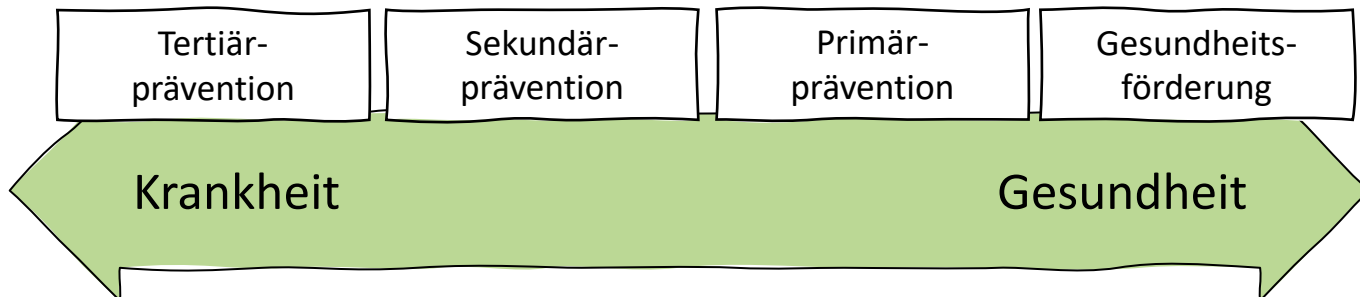 Tertiär-
prävention
Sekundär-
prävention
Primär-
prävention
Gesundheits-
förderung
Krankheit
Gesundheit